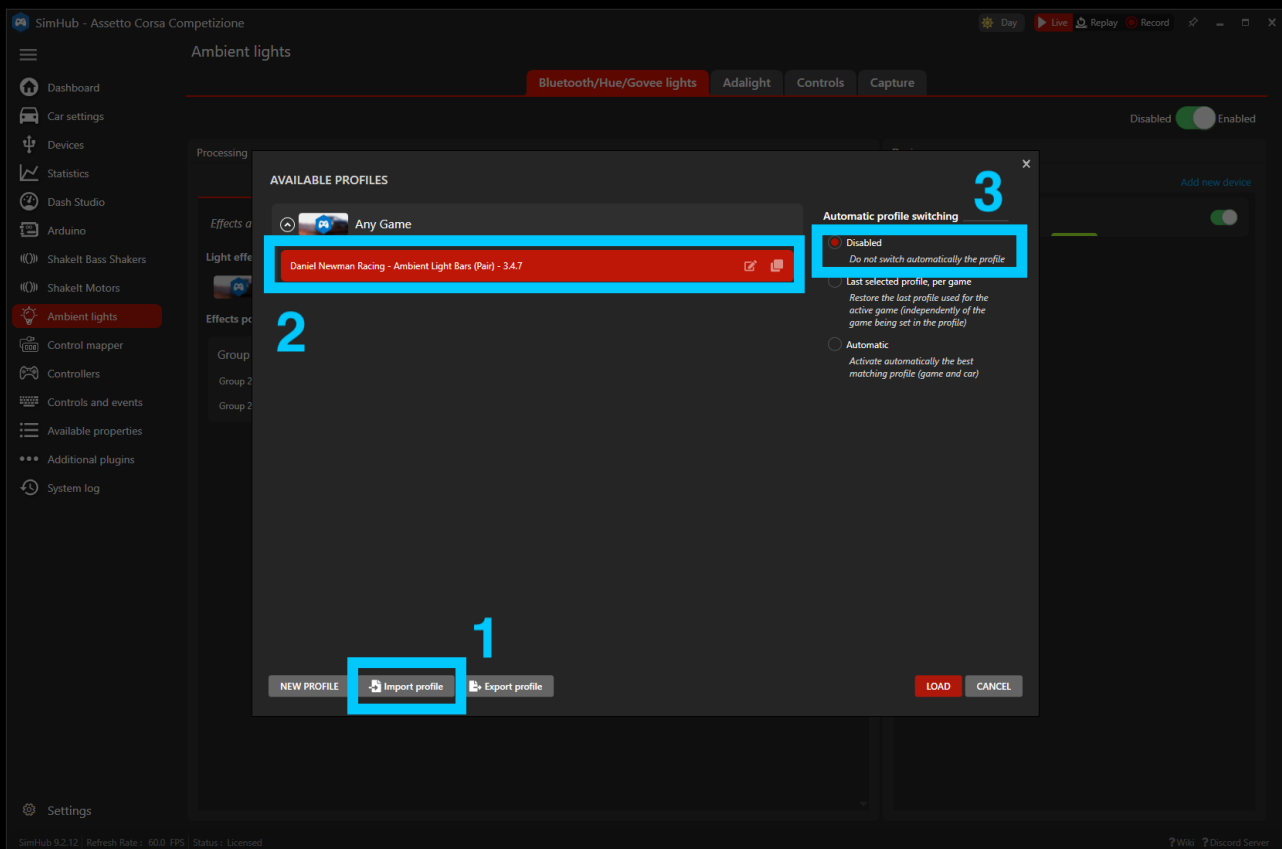 SimHub - Assetto Corsa Competizione
Day
Live
Replay
Record
Ambient lights
Bluetooth/Hue/Govee lights
Adalight
Controls
Capture
Disabled
Enabled
Dashboard
Car settings
Devices
Statistics
Dash Studio
Arduino
ShakeIt Bass Shakers
ShakeIt Motors
Ambient lights
Control mapper
Controllers
Controls and events
Available properties
Additional plugins
System log
Settings
Processing
Effects a
Light effe
Effects po
Group
Group 2
Group 2
Add new device
AVAILABLE PROFILES
Any Game
Daniel Newman Racing - Ambient Light Bars (Pair) - 3.4.7
2
1
NEW PROFILE
Import profile
Export profile
3
Automatic profile switching
Disabled
Do not switch automatically the profile
Last selected profile, per game
Restore the last profile used for the
active game (independently of the
game being set in the profile)
Automatic
Activate automatically the best
matching profile (game and car)
LOAD
CANCEL
SimHub 9.2.12 | Refresh Rate : 60.0 FPS | Status : Licensed
? Wiki ? Discord Server